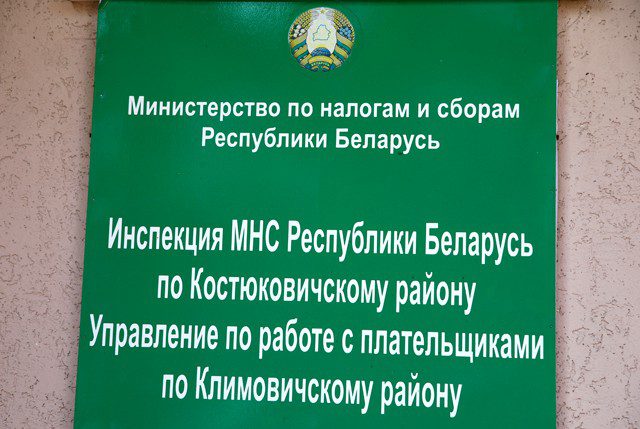 Министерство по налогам и сборам
Республики Беларусь
Инспекция МНС Республики Беларусь
по Костюковичскому району
Управление по работе с плательщиками
по Климовичскому району